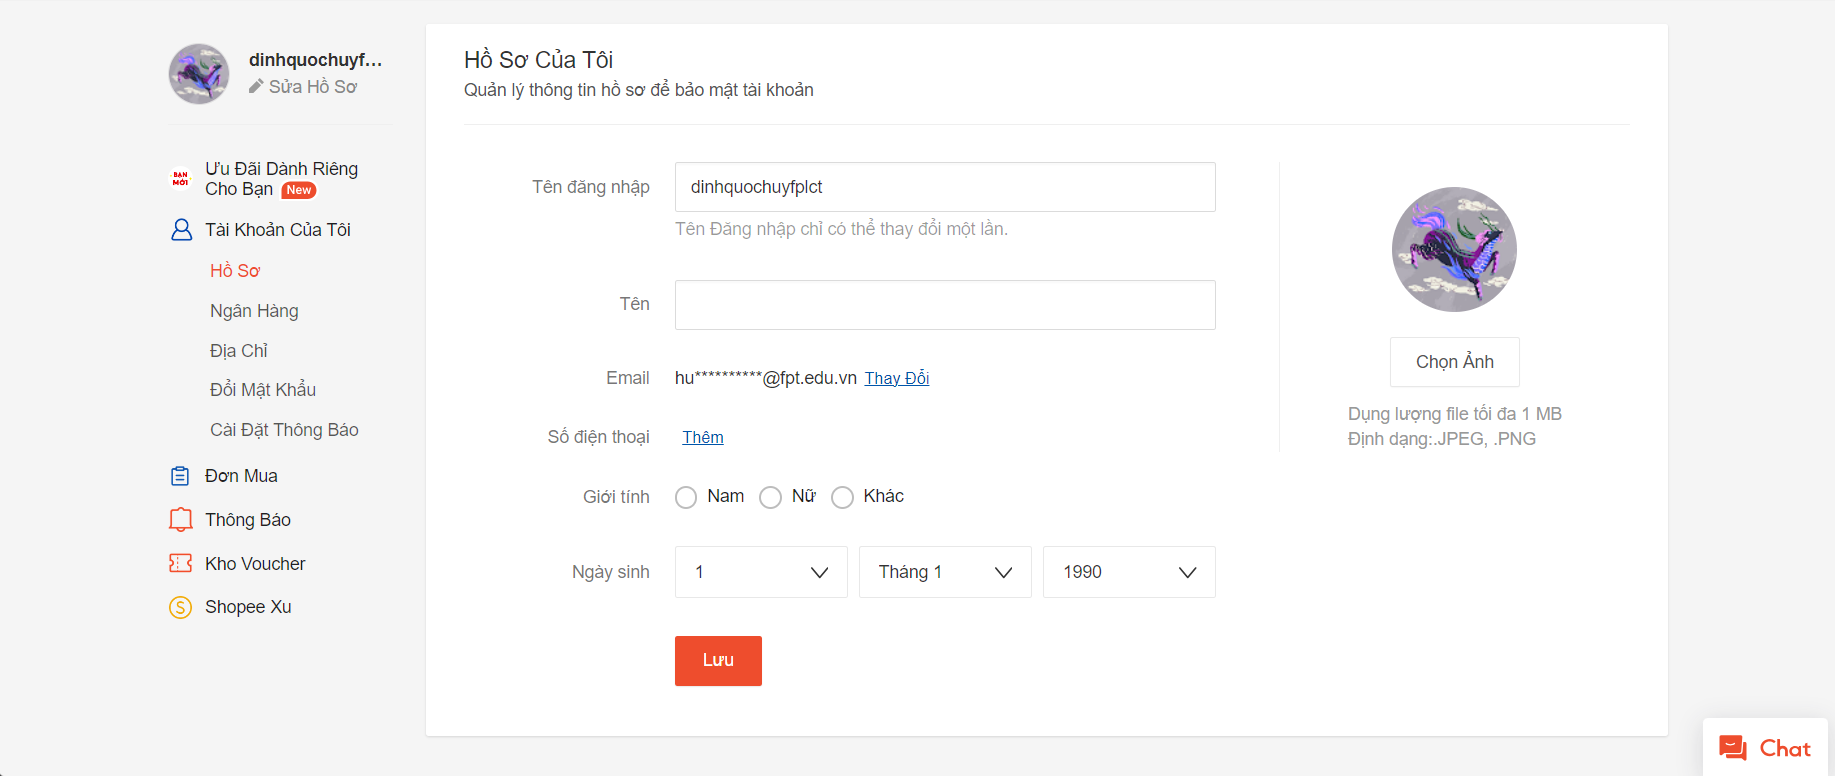 dinhquochuyf...
Sửa Hồ Sơ
BẠN
MỚI
Ưu Đãi Dành Riêng
Cho Bạn New
Tài Khoản Của Tôi
Hồ Sơ
Ngân Hàng
Địa Chỉ
Đổi Mật Khẩu
Cài Đặt Thông Báo
Đơn Mua
Thông Báo
Kho Voucher
S Shopee Xu
Hồ Sơ Của Tôi
Quản lý thông tin hồ sơ để bảo mật tài khoản
Tên đăng nhập dinhquochuyfplct
Tên Đăng nhập chỉ có thể thay đổi một lần.
Tên
Email hu**********@fpt.edu.vn Thay Đổi
Số điện thoại Thêm
Giới tính Nam Nữ Khác
Ngày sinh 1 Tháng 1 1990
Lưu
Chọn Ảnh
Dụng lượng file tối đa 1 MB
Định dạng:.JPEG, .PNG
Chat